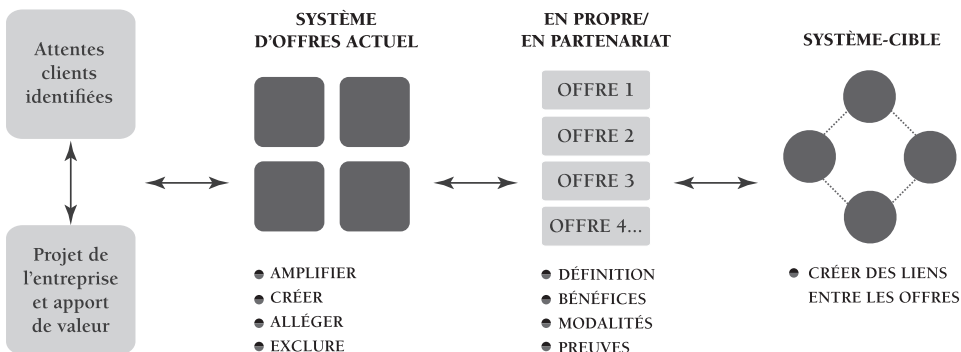 Attentes
clients
identifiées
Projet de
l'entreprise
et apport
de valeur
SYSTÈME
D'OFFRES ACTUEL
AMPLIFIER
CRÉER
ALLÉGER
EXCLURE
EN PROPRE/
EN PARTENARIAT
OFFRE 1
OFFRE 2
OFFRE 3
OFFRE 4...
DÉFINITION
BÉNÉFICES
MODALITÉS
PREUVES
SYSTÈME-CIBLE
CRÉER DES LIENS
ENTRE LES OFFRES